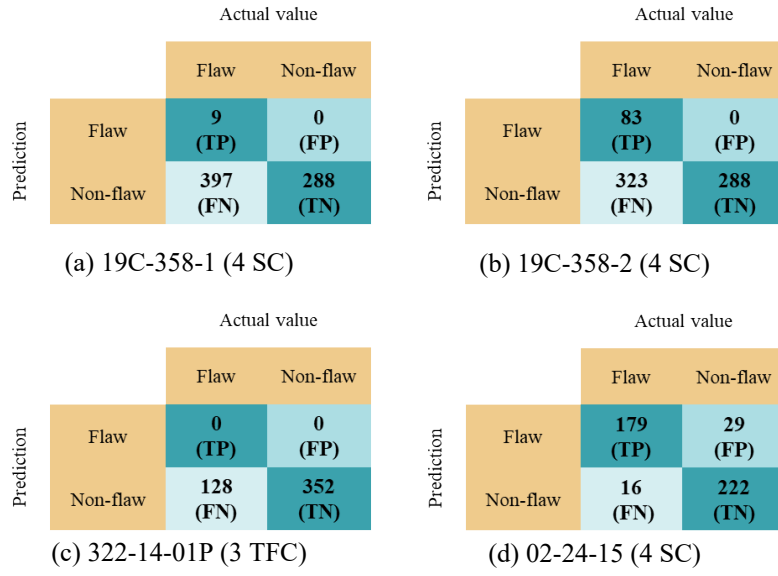 Actual value
Flaw Non-flaw
Prediction
Flaw
9 0
(TP) (FP)
Non-flaw
397 288
(FN) (TN)
(a) 19C-358-1 (4 SC)
Actual value
Flaw Non-flaw
Prediction
Flaw
83 0
(TP) (FP)
Non-flaw
323 288
(FN) (TN)
(b) 19C-358-2 (4 SC)
Actual value
Flaw Non-flaw
Prediction
Flaw
0 0
(TP) (FP)
Non-flaw
128 352
(FN) (TN)
(c) 322-14-01P (3 TFC)
Actual value
Flaw Non-flaw
Prediction
Flaw
179 29
(TP) (FP)
Non-flaw
16 222
(FN) (TN)
(d) 02-24-15 (4 SC)